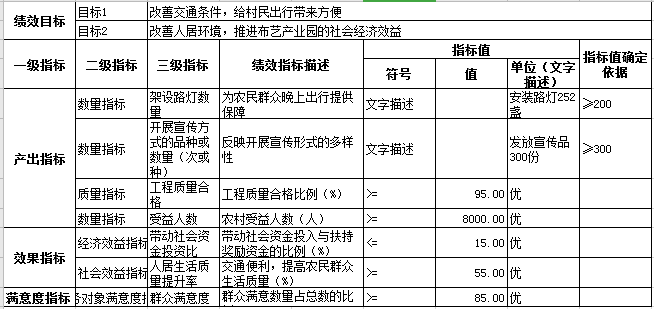 绩效目标
目标1
改善交通条件，给村民出行带来方便
目标2
改善人居环境，推进布艺产业园的社会经济效益
一级指标
二级指标
三级指标
绩效指标描述
指标值
符号
值
单位（文字
描述）
指标值确定
依据
产出指标
数量指标
架设路灯数
量
为农民群众晚上出行提供
保障
文字描述
安装路灯252
盏
≥200
数量指标
开展宣传方
式的品种或
数量（次或
种）
反映开展宣传形式的多样
性
文字描述
发放宣传品
300份
≥300
质量指标
工程质量合
格
工程质量合格比例（%）
>=
95.00
优
数量指标
受益人数
农村受益人数（人）
>=
8000.00
优
效果指标
经济效益指标
带动社会资
金投资比
带动社会资金投入与扶持
奖励资金的比例（%）
<=
15.00
优
社会效益指标
人居生活质
量提升率
交通便利，提高农民群众
生活质量（%）
>=
55.00
优
满意度指标
对象满意度
群众满意度
群众满意数量占总数的比
>=
85.00
优